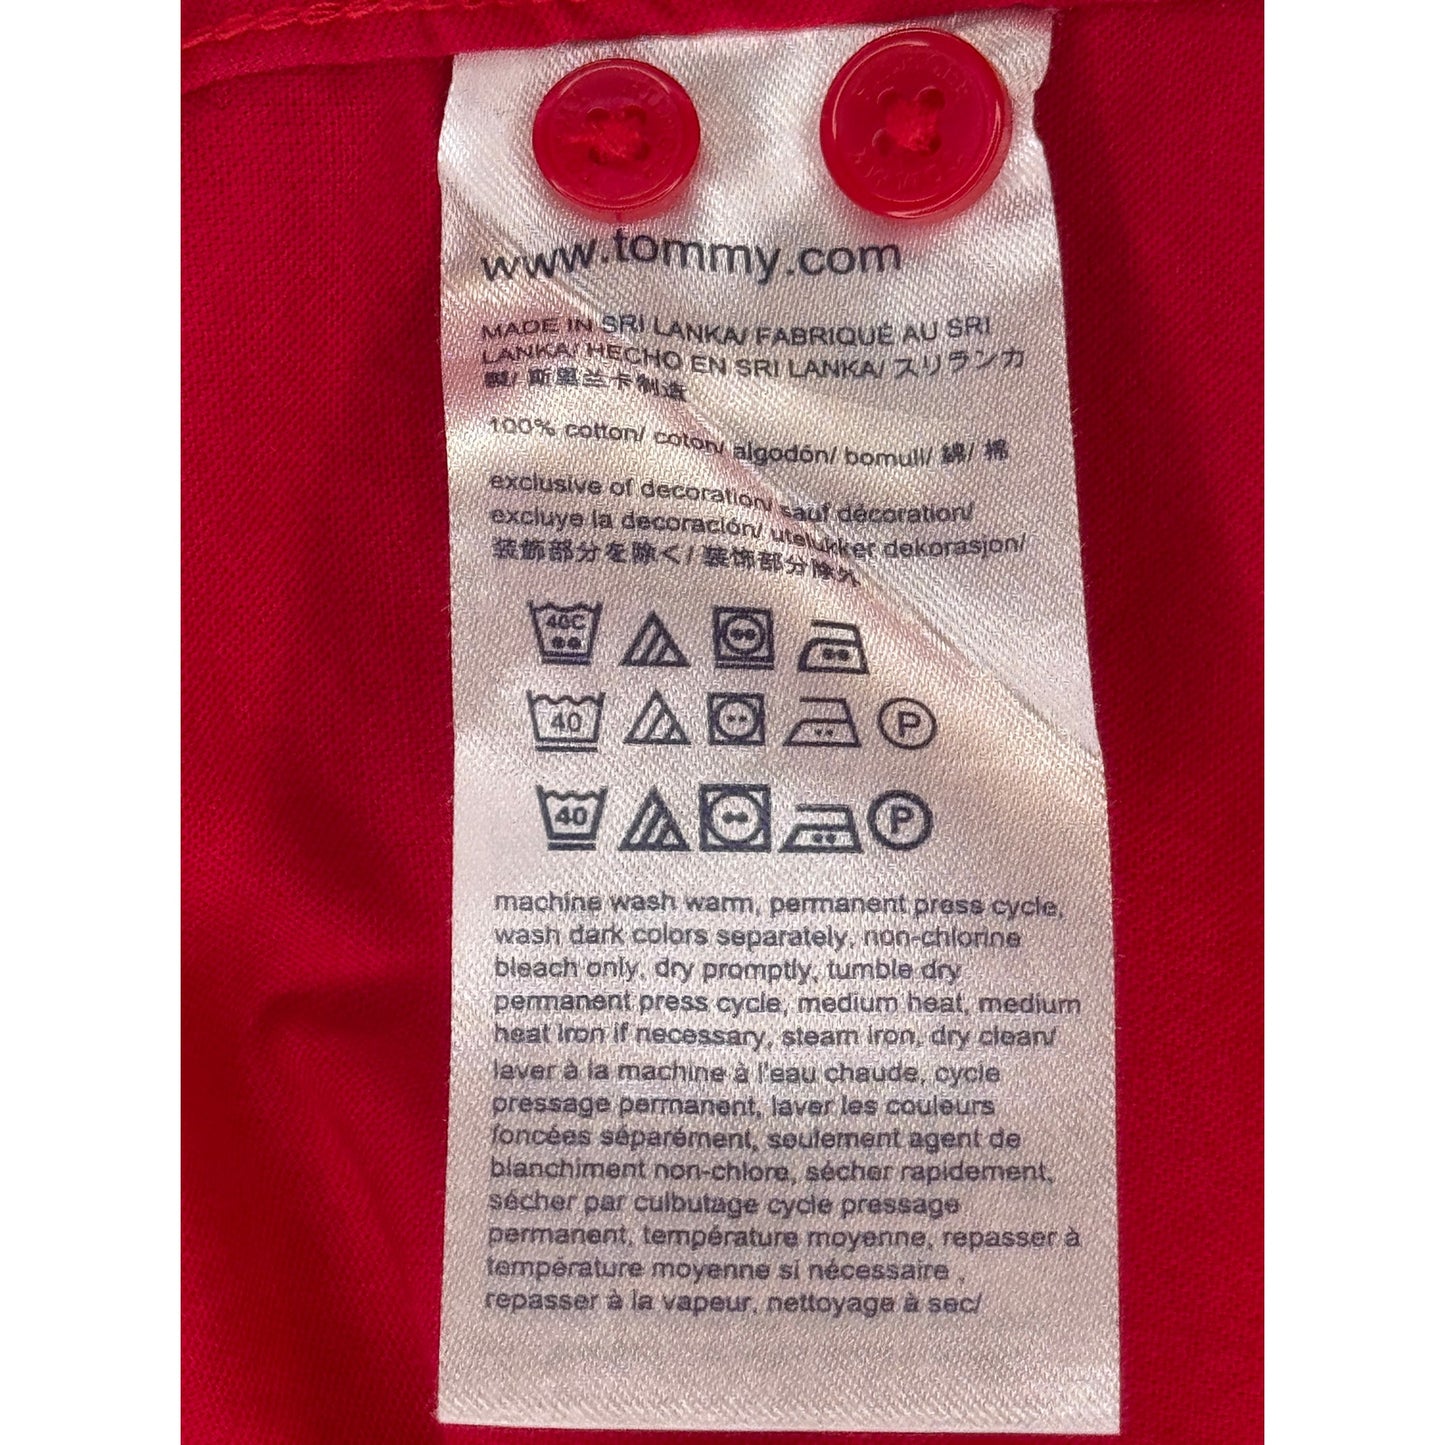 www.tommy.com
MADE IN SRI LANKA/ FABRIQUÉ AU SRI
LANKA/ HECHO EN SRI LANKA/ スリランカ
製/ 斯里兰卡制造
100% cotton/ coton/ algodón/ bomull/ 綿/ 棉
exclusive of decoration/ sauf décoration/
excluye la decoración/ utelukker dekorasjon/
装飾部分を除く/ 装饰部分除外
40C
40 P
40 P
machine wash warm, permanent press cycle,
wash dark colors separately, non-chlorine
bleach only, dry promptly, tumble dry
permanent press cycle, medium heat, medium
heat iron if necessary, steam iron, dry clean/
laver à la machine à l'eau chaude, cycle
pressage permanent, laver les couleurs
foncées séparément, seulement agent de
blanchiment non-chlore, sécher rapidement,
sécher par culbutage cycle pressage
permanent, température moyenne, repasser à
température moyenne si nécessaire ,
repasser à la vapeur, nettoyage à sec/